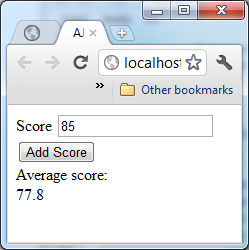 AJ
localhost
»
Other bookmarks
Score 85
Add Score
Average score:
77.8